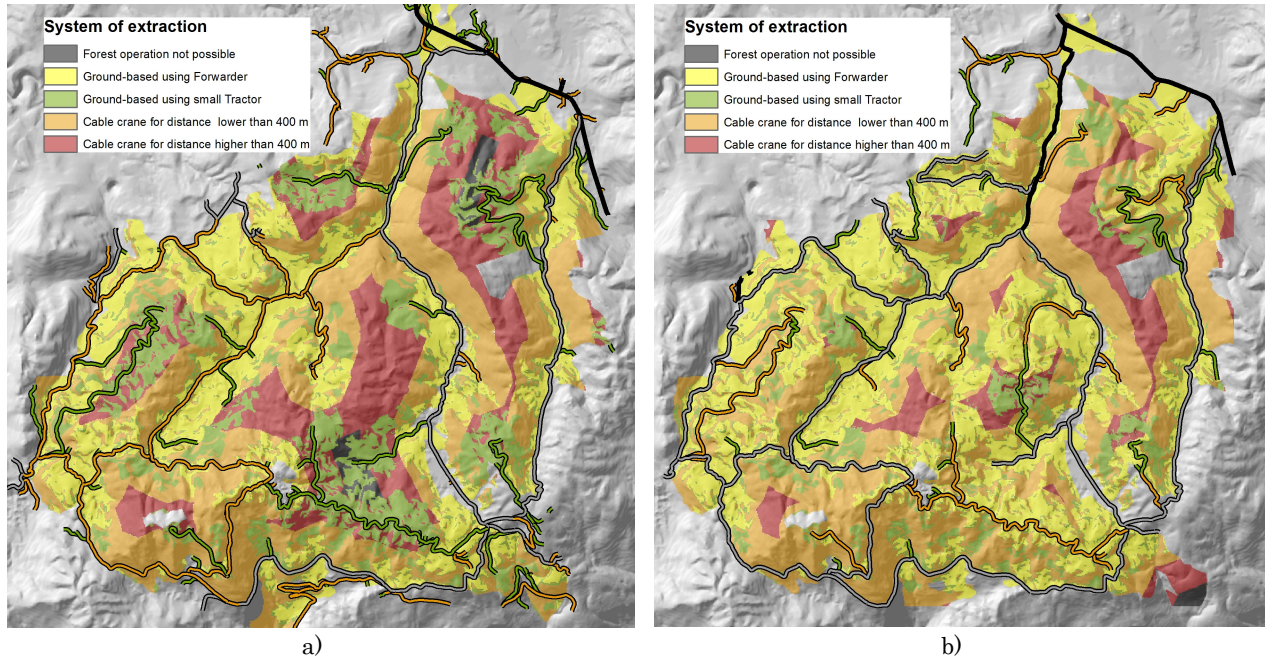 System of extraction
Forest operation not possible
Ground-based using Forwarder
Ground-based using small Tractor
Cable crane for distance lower than 400 m
Cable crane for distance higher than 400 m
System of extraction
Forest operation not possible
Ground-based using Forwarder
Ground-based using small Tractor
Cable crane for distance lower than 400 m
Cable crane for distance higher than 400 m
a)
b)